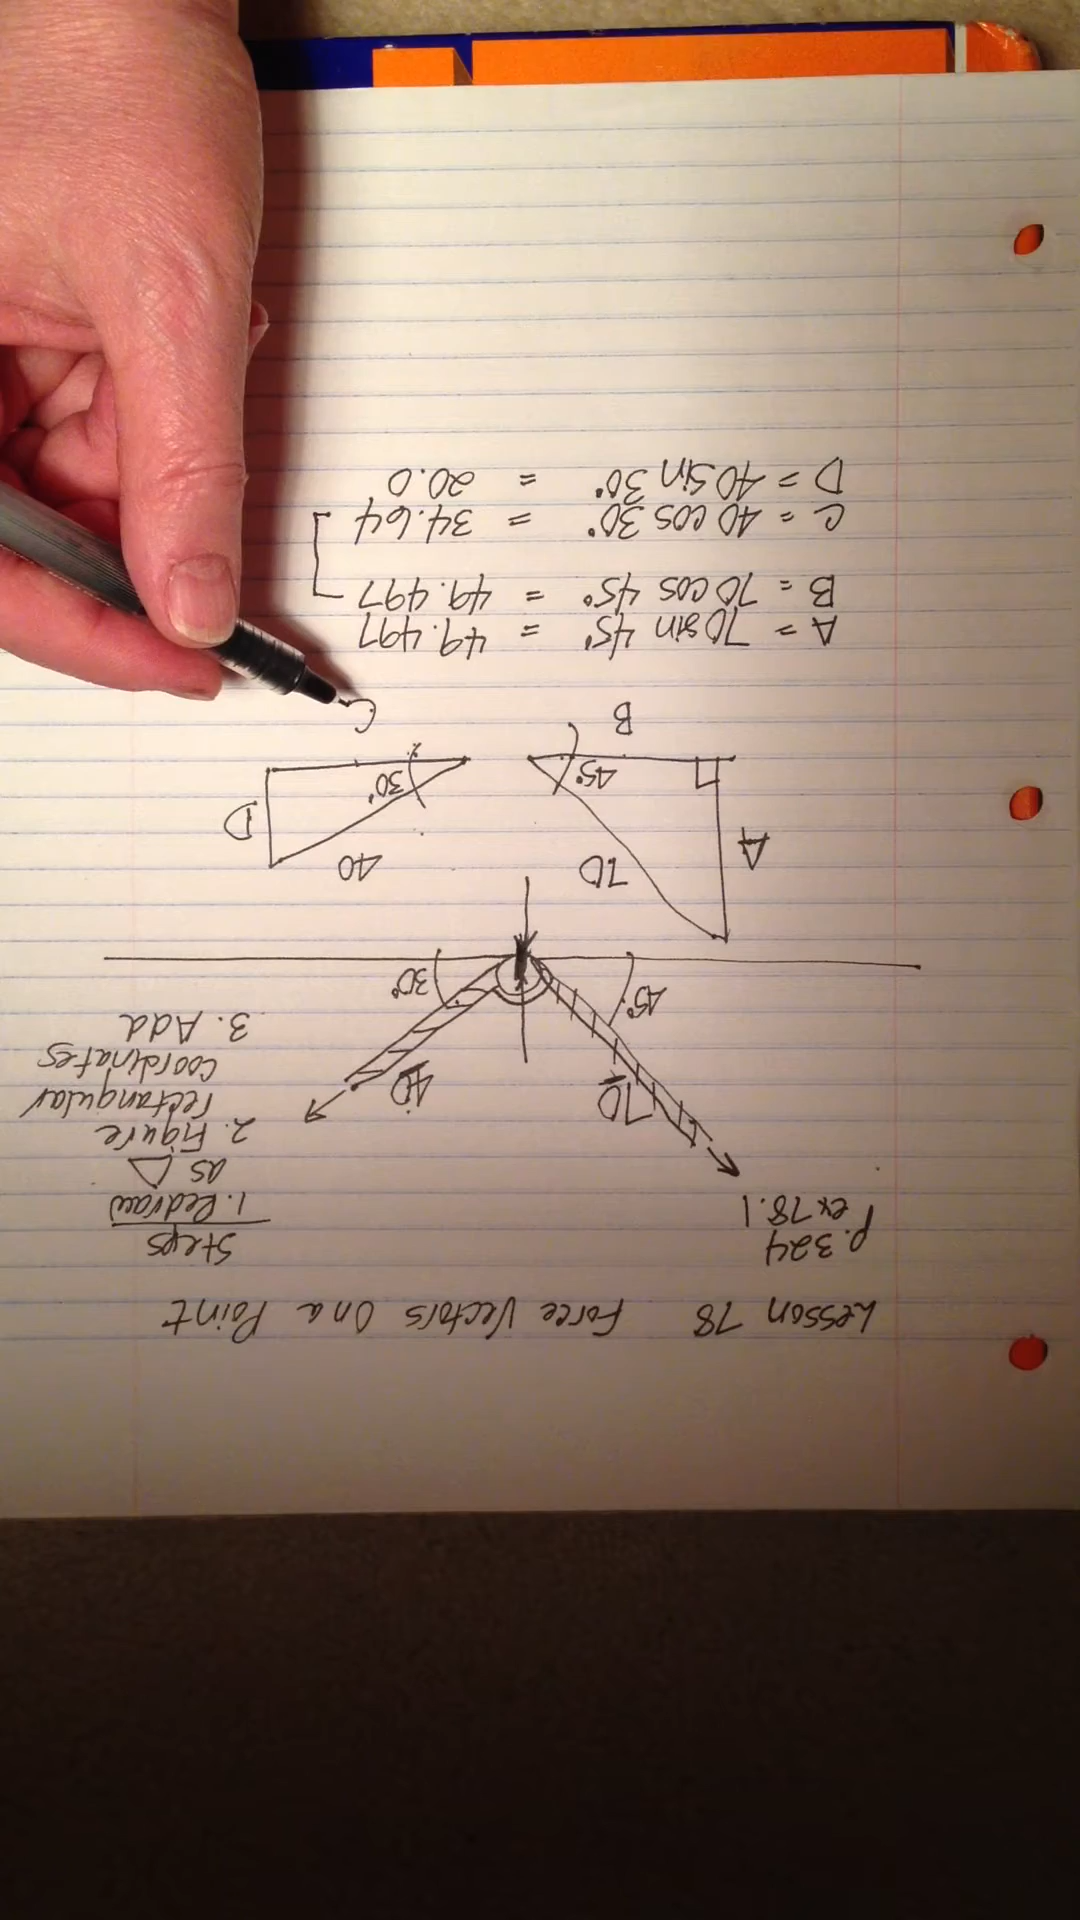 Lesson 78 Force Vectors On a Point
p.324
ex 78.1
Steps
1. Redraw
as
2. Figure
rectangular
coordinates
3. Add
70
40
45°
30°
70
40
A
45°
30°
D
B
C
A = 70 sin 45° = 49.497
B = 70 cos 45° = 49.497
C = 40 cos 30° = 34.64
D = 40 sin 30° = 20.0